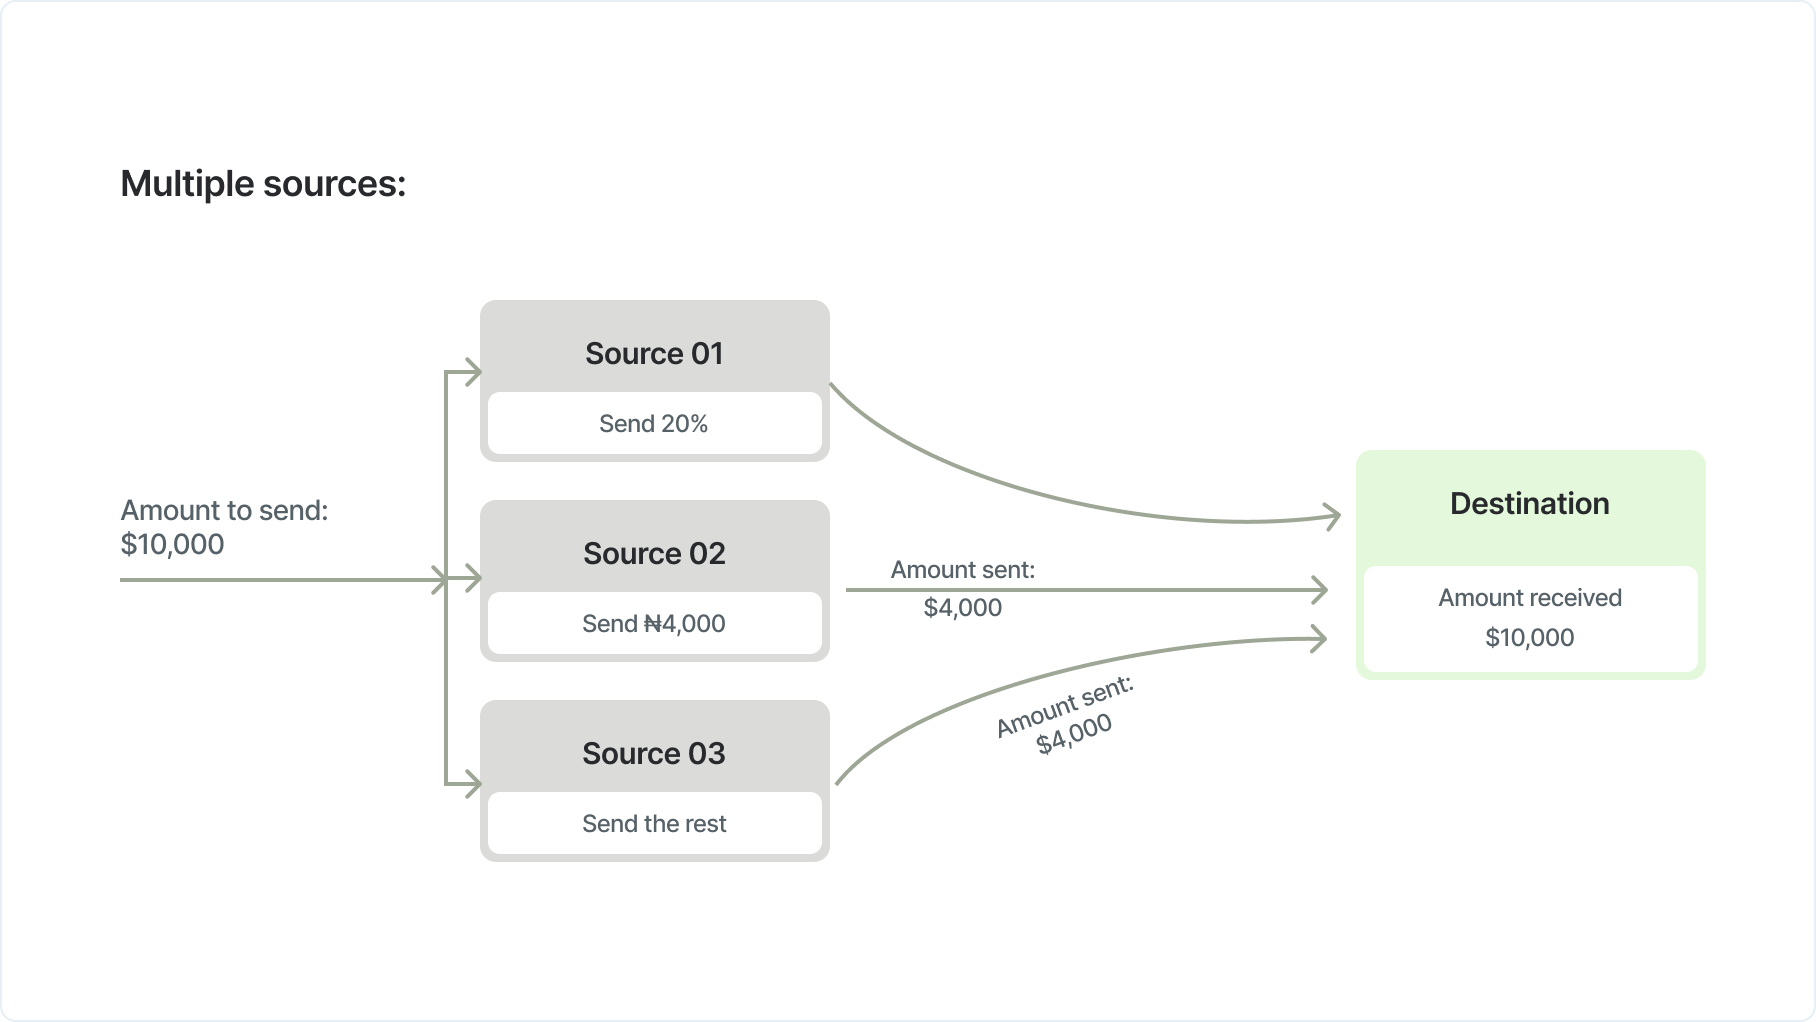 Multiple sources:
Source 01
Send 20%
Amount to send:
$10,000
Source 02
Send ₦4,000
Amount sent:
$4,000
Source 03
Send the rest
Amount sent:
$4,000
Destination
Amount received
$10,000